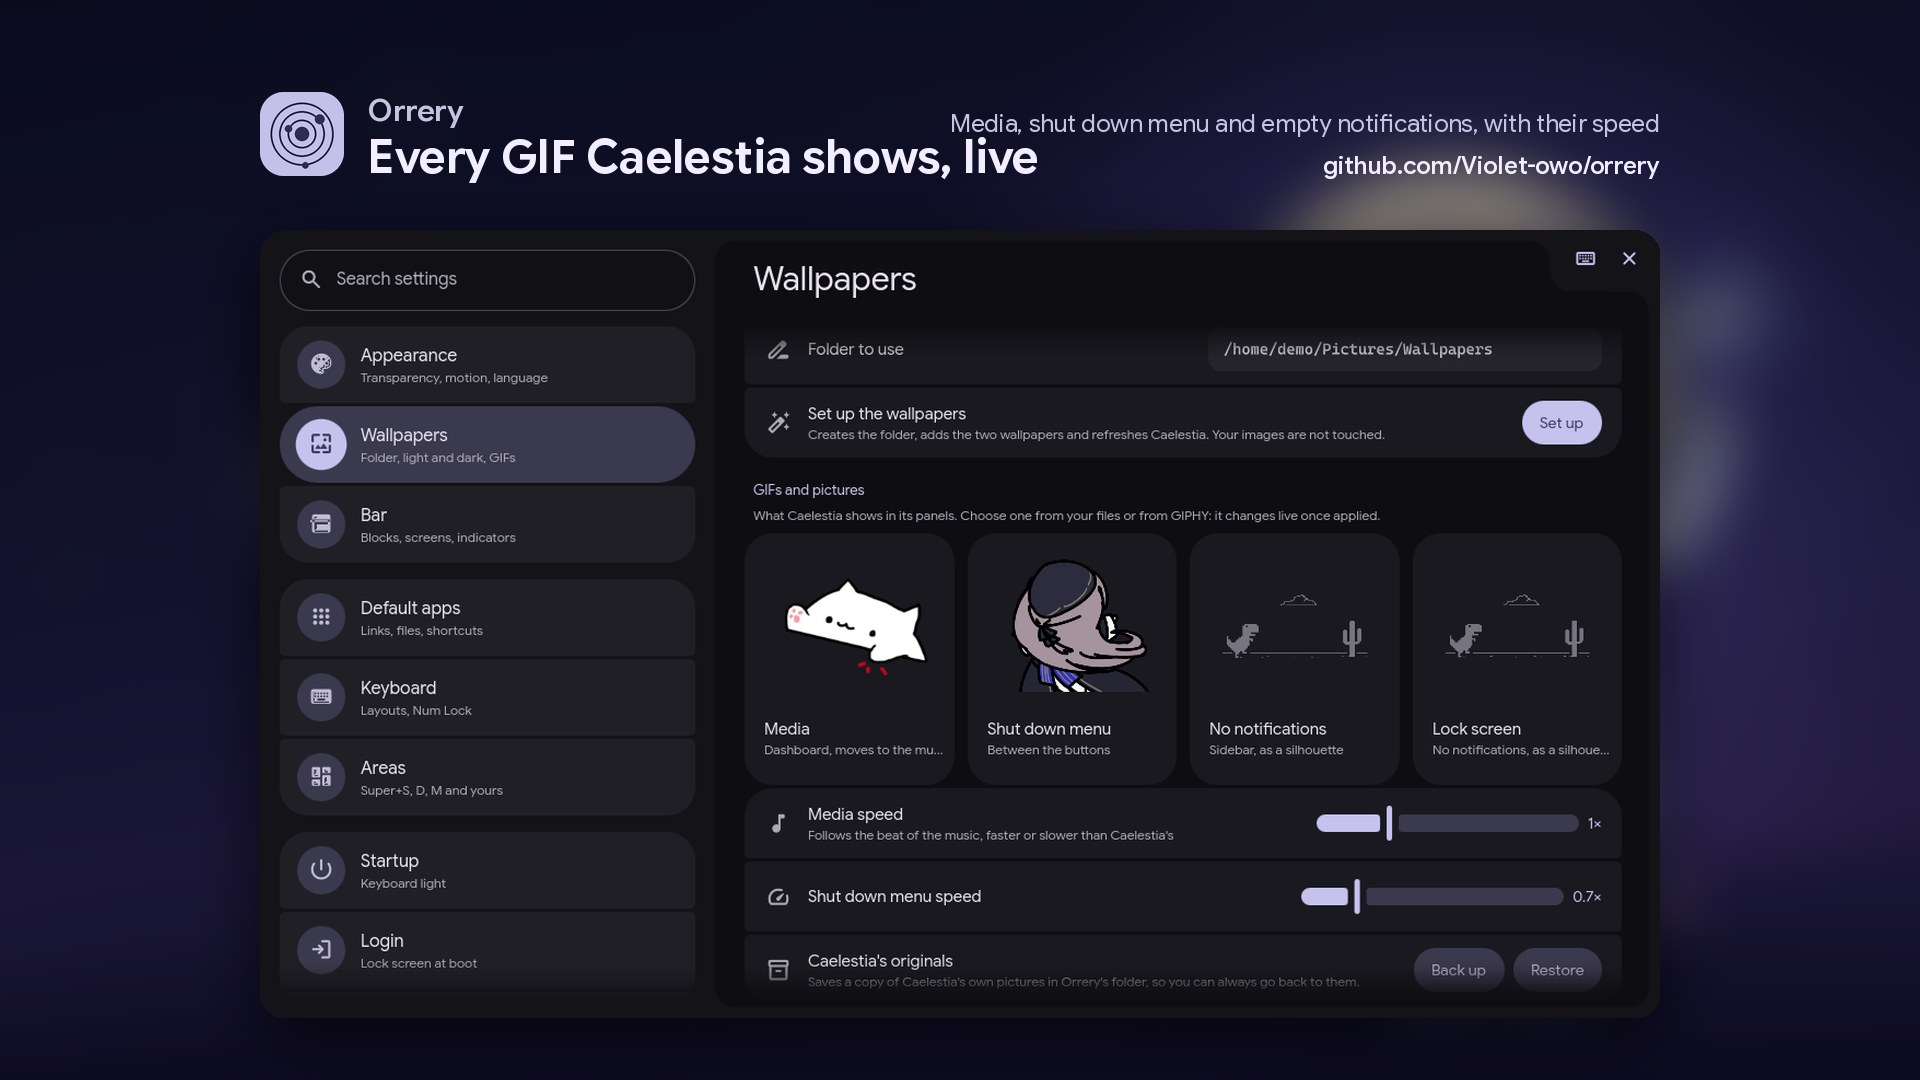 Orrery
Every GIF Caelestia shows, live
Media, shut down menu and empty notifications, with their speed
github.com/Violet-owo/orrery
Search settings
Appearance
Transparency, motion, language
Wallpapers
Folder, light and dark, GIFs
Bar
Blocks, screens, indicators
Default apps
Links, files, shortcuts
Keyboard
Layouts, Num Lock
Areas
Super+S, D, M and yours
Startup
Keyboard light
Login
Lock screen at boot
Wallpapers
Folder to use
/home/demo/Pictures/Wallpapers
Set up the wallpapers
Creates the folder, adds the two wallpapers and refreshes Caelestia. Your images are not touched.
Set up
GIFs and pictures
What Caelestia shows in its panels. Choose one from your files or from GIPHY: it changes live once applied.
Media
Dashboard, moves to the mu...
Shut down menu
Between the buttons
No notifications
Sidebar, as a silhouette
Lock screen
No notifications, as a silhoue...
Media speed
Follows the beat of the music, faster or slower than Caelestia's
1×
Shut down menu speed
0.7×
Caelestia's originals
Saves a copy of Caelestia's own pictures in Orrery's folder, so you can always go back to them.
Back up
Restore